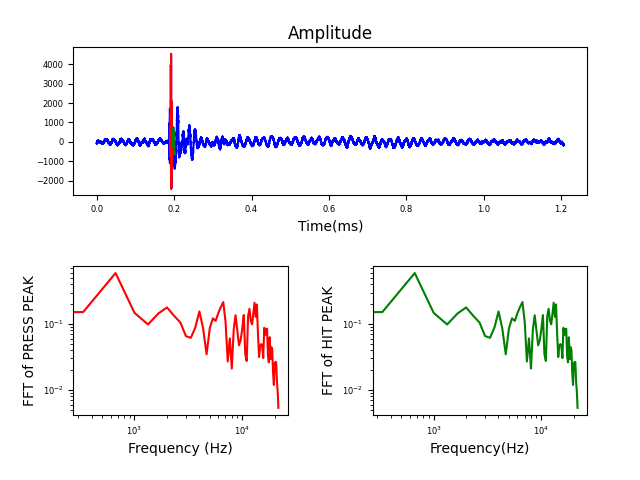 Amplitude
4000
3000
2000
1000
0
−1000
−2000
0.0 0.2 0.4 0.6 0.8 1.0 1.2
Time(ms)
FFT of PRESS PEAK
10⁻¹
10⁻²
10³ 10⁴
Frequency (Hz)
FFT of HIT PEAK
10⁻¹
10⁻²
10³ 10⁴
Frequency(Hz)